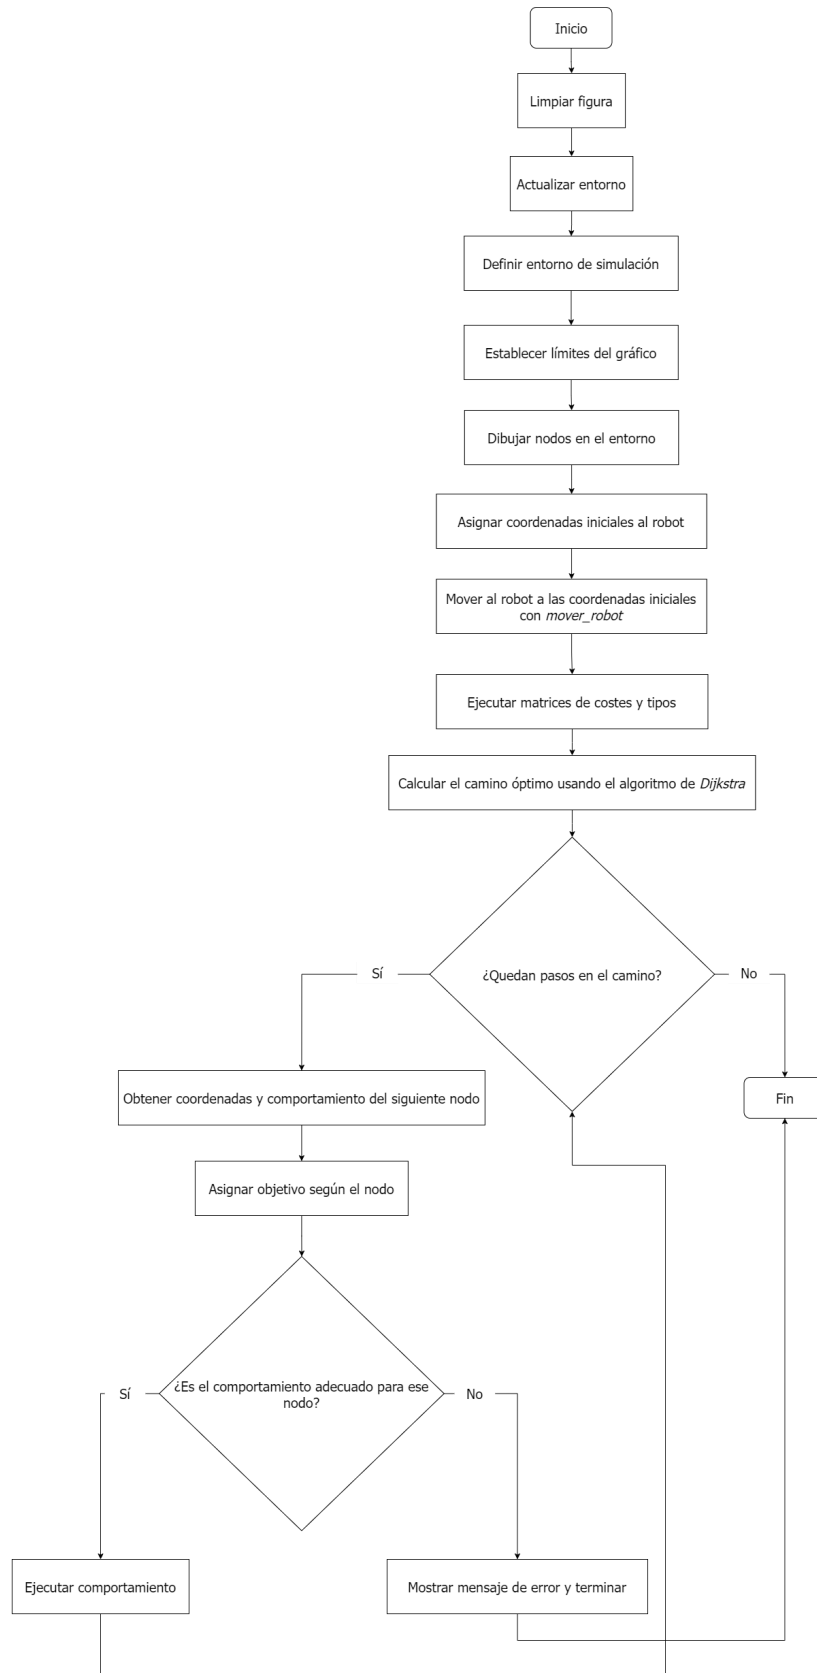 Inicio
Limpiar figura
Actualizar entorno
Definir entorno de simulación
Establecer límites del gráfico
Dibujar nodos en el entorno
Asignar coordenadas iniciales al robot
Mover al robot a las coordenadas iniciales
con mover_robot
Ejecutar matrices de costes y tipos
Calcular el camino óptimo usando el algoritmo de Dijkstra
Sí
¿Quedan pasos en el camino?
No
Obtener coordenadas y comportamiento del siguiente nodo
Fin
Asignar objetivo según el nodo
Sí
¿Es el comportamiento adecuado para ese
nodo?
No
Ejecutar comportamiento
Mostrar mensaje de error y terminar